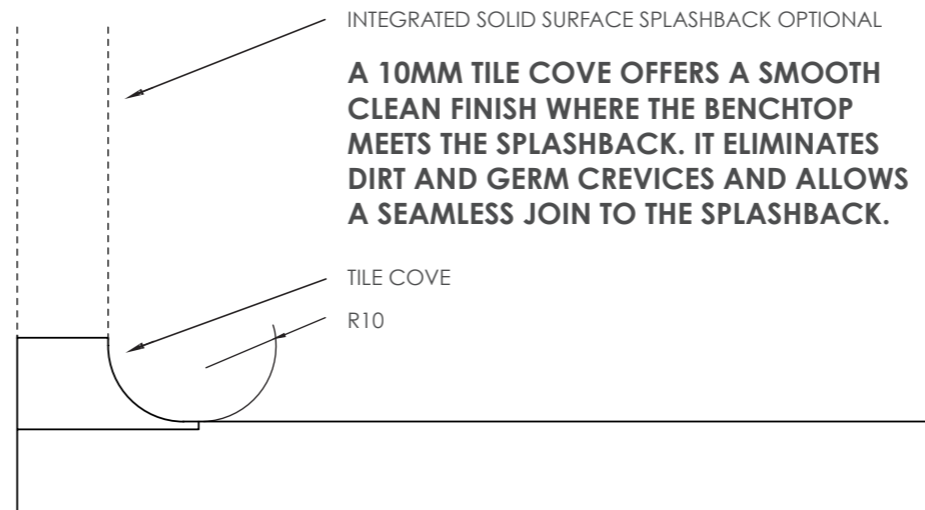 INTEGRATED SOLID SURFACE SPLASHBACK OPTIONAL
A 10MM TILE COVE OFFERS A SMOOTH
CLEAN FINISH WHERE THE BENCHTOP
MEETS THE SPLASHBACK. IT ELIMINATES
DIRT AND GERM CREVICES AND ALLOWS
A SEAMLESS JOIN TO THE SPLASHBACK.
TILE COVE
R10